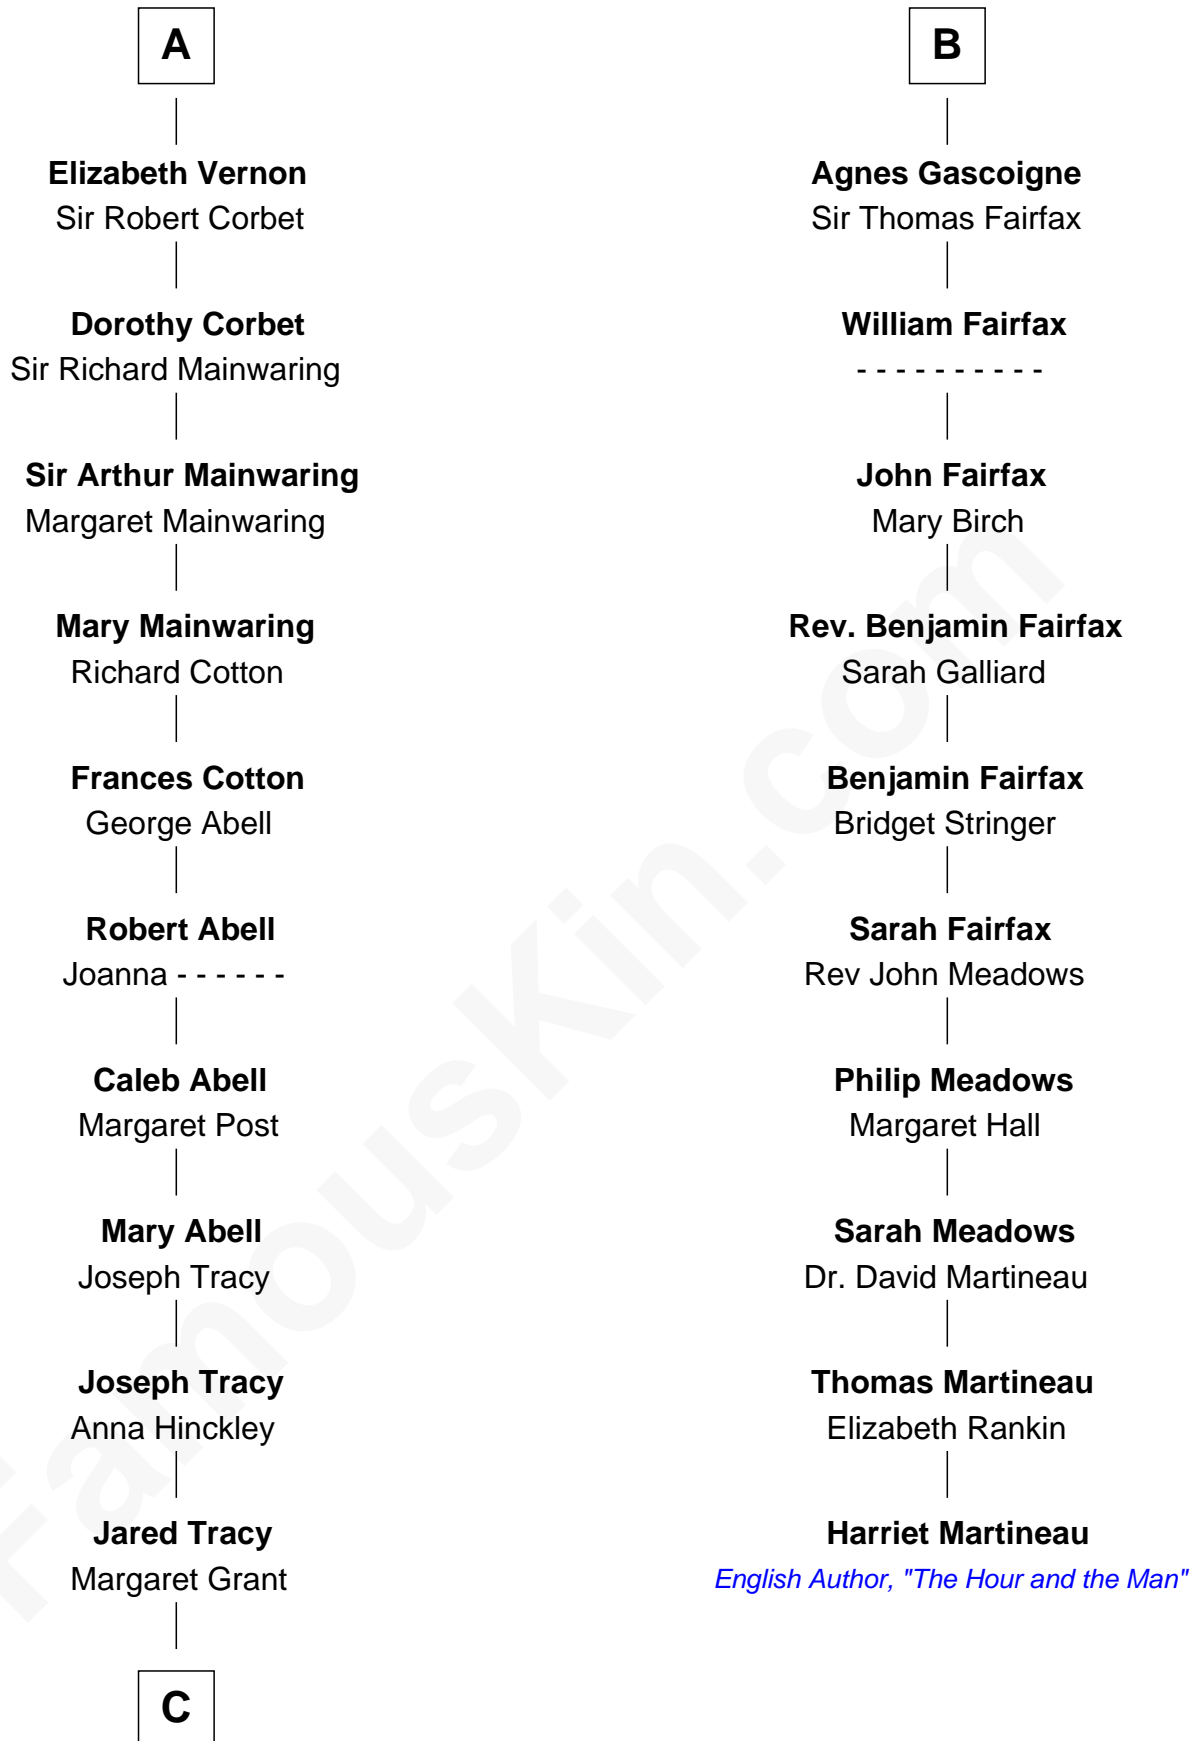 A
Elizabeth Vernon
Sir Robert Corbet
Dorothy Corbet
Sir Richard Mainwaring
Sir Arthur Mainwaring
Margaret Mainwaring
Mary Mainwaring
Richard Cotton
Frances Cotton
George Abell
Robert Abell
Joanna - - - - - -
Caleb Abell
Margaret Post
Mary Abell
Joseph Tracy
Joseph Tracy
Anna Hinckley
Jared Tracy
Margaret Grant
C
B
Agnes Gascoigne
Sir Thomas Fairfax
William Fairfax
- - - - - - - - - -
John Fairfax
Mary Birch
Rev. Benjamin Fairfax
Sarah Galliard
Benjamin Fairfax
Bridget Stringer
Sarah Fairfax
Rev John Meadows
Philip Meadows
Margaret Hall
Sarah Meadows
Dr. David Martineau
Thomas Martineau
Elizabeth Rankin
Harriet Martineau
English Author, "The Hour and the Man"
FamousKin.com